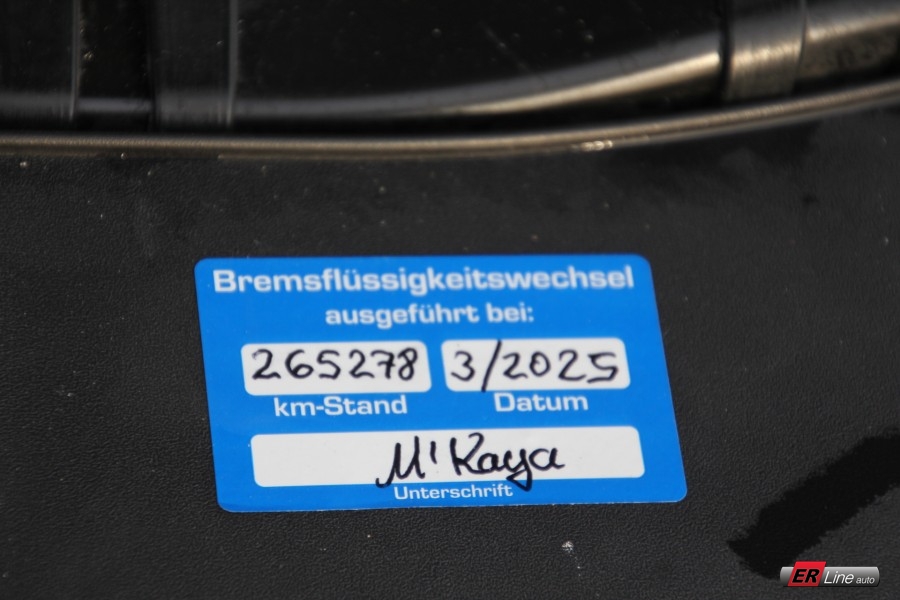 Bremsflüssigkeitswechsel
ausgeführt bei:
265278 3/2025
km-Stand Datum
M'Kaya
Unterschrift
ER Line auto